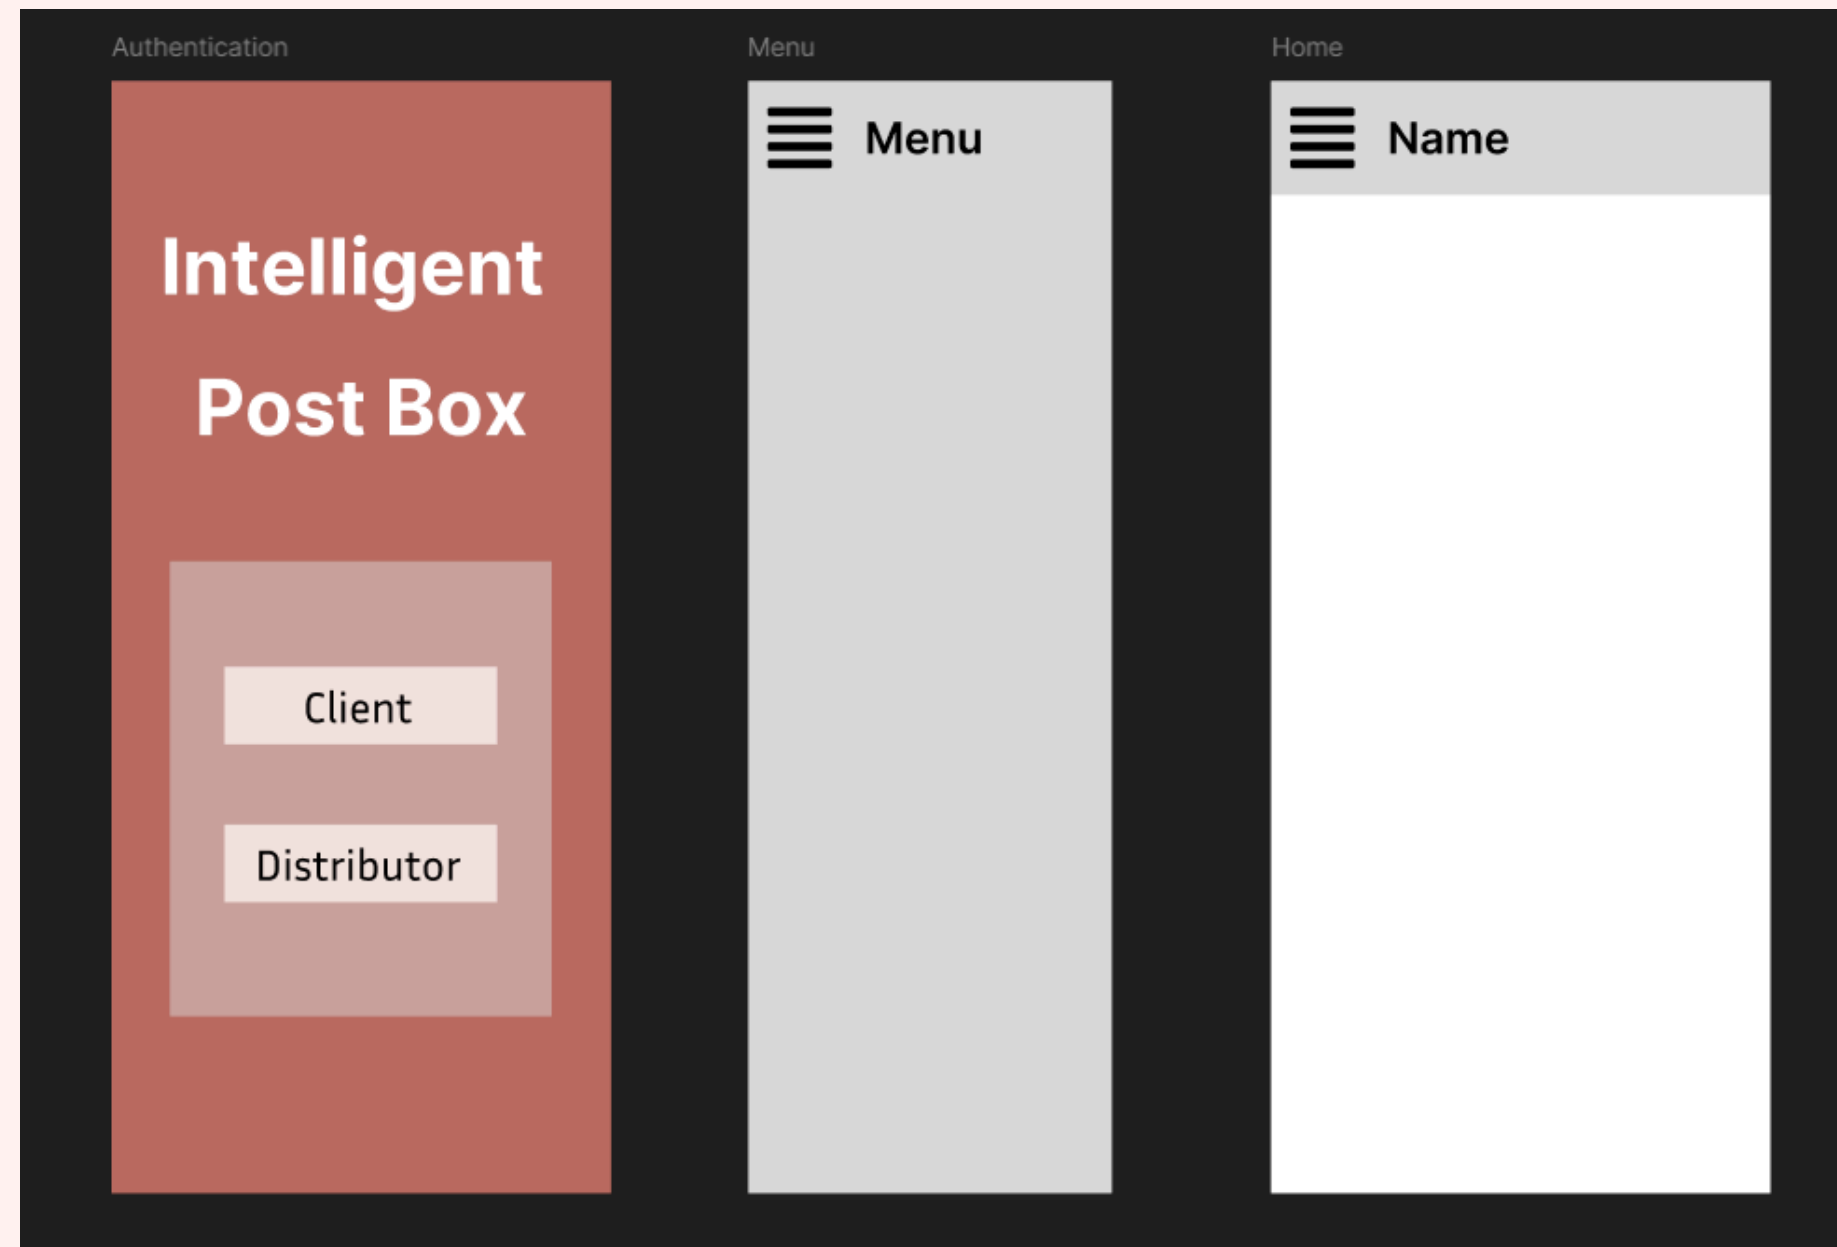 Authentication
Intelligent
Post Box
Client
Distributor
Menu
Menu
Home
Name